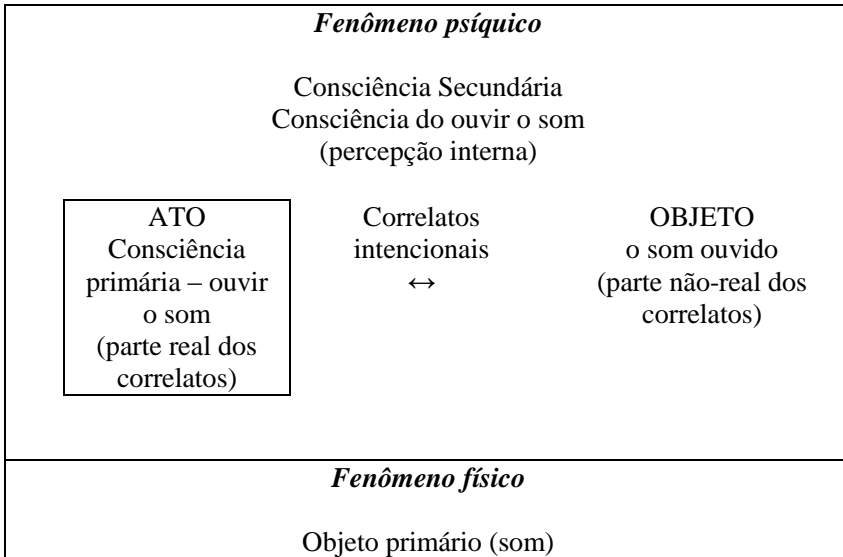 Fenômeno psíquico
Consciência Secundária
Consciência do ouvir o som
(percepção interna)
ATO
Consciência
primária – ouvir
o som
(parte real dos
correlatos)
Correlatos
intencionais
↔
OBJETO
o som ouvido
(parte não-real dos
correlatos)
Fenômeno físico
Objeto primário (som)